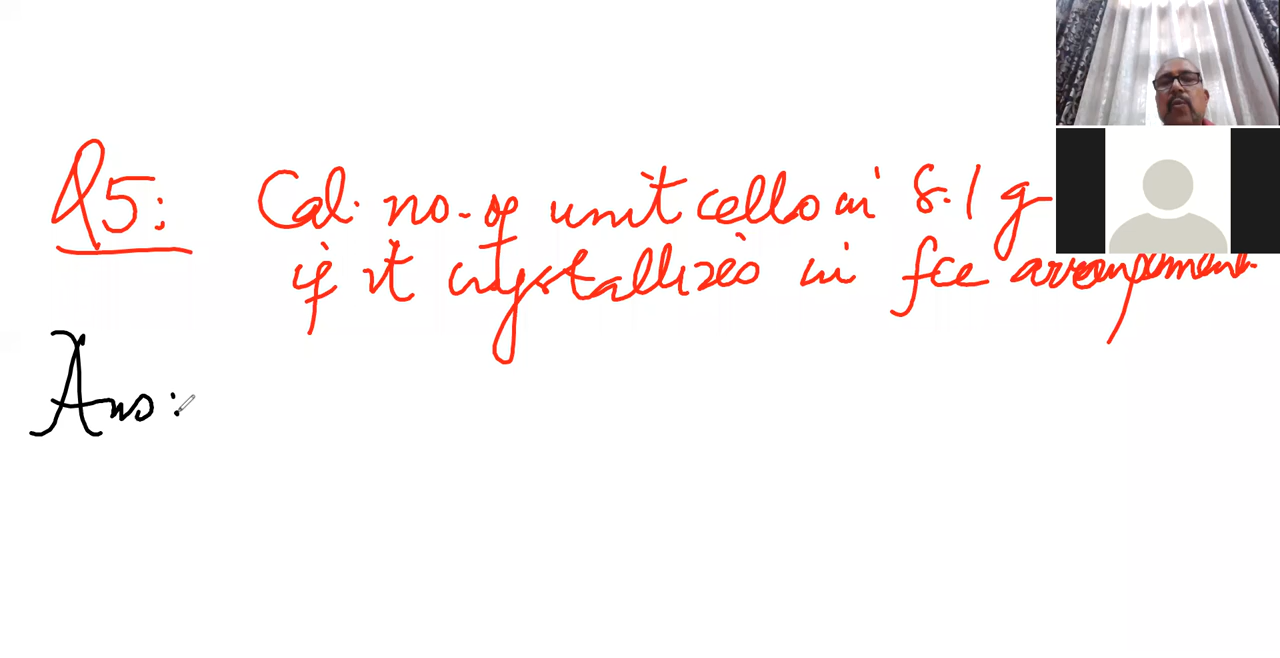 Q5: Cal. no. of unit cells in 8.1 g
if it crystallizes in fcc arrangement.
Ans: